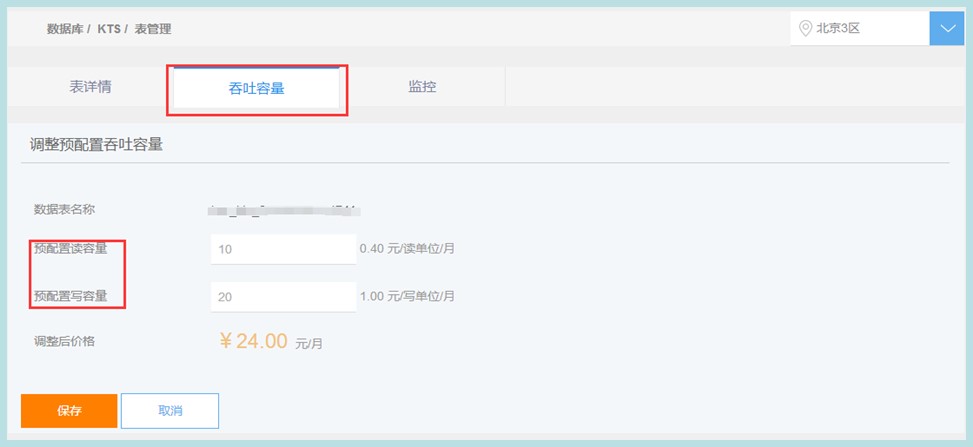 数据库 / KTS / 表管理
北京3区
表详情 吞吐容量 监控
调整预配置吞吐容量
数据表名称
预配置读容量 10 0.40 元/读单位/月
预配置写容量 20 1.00 元/写单位/月
调整后价格 ¥24.00 元/月
保存 取消